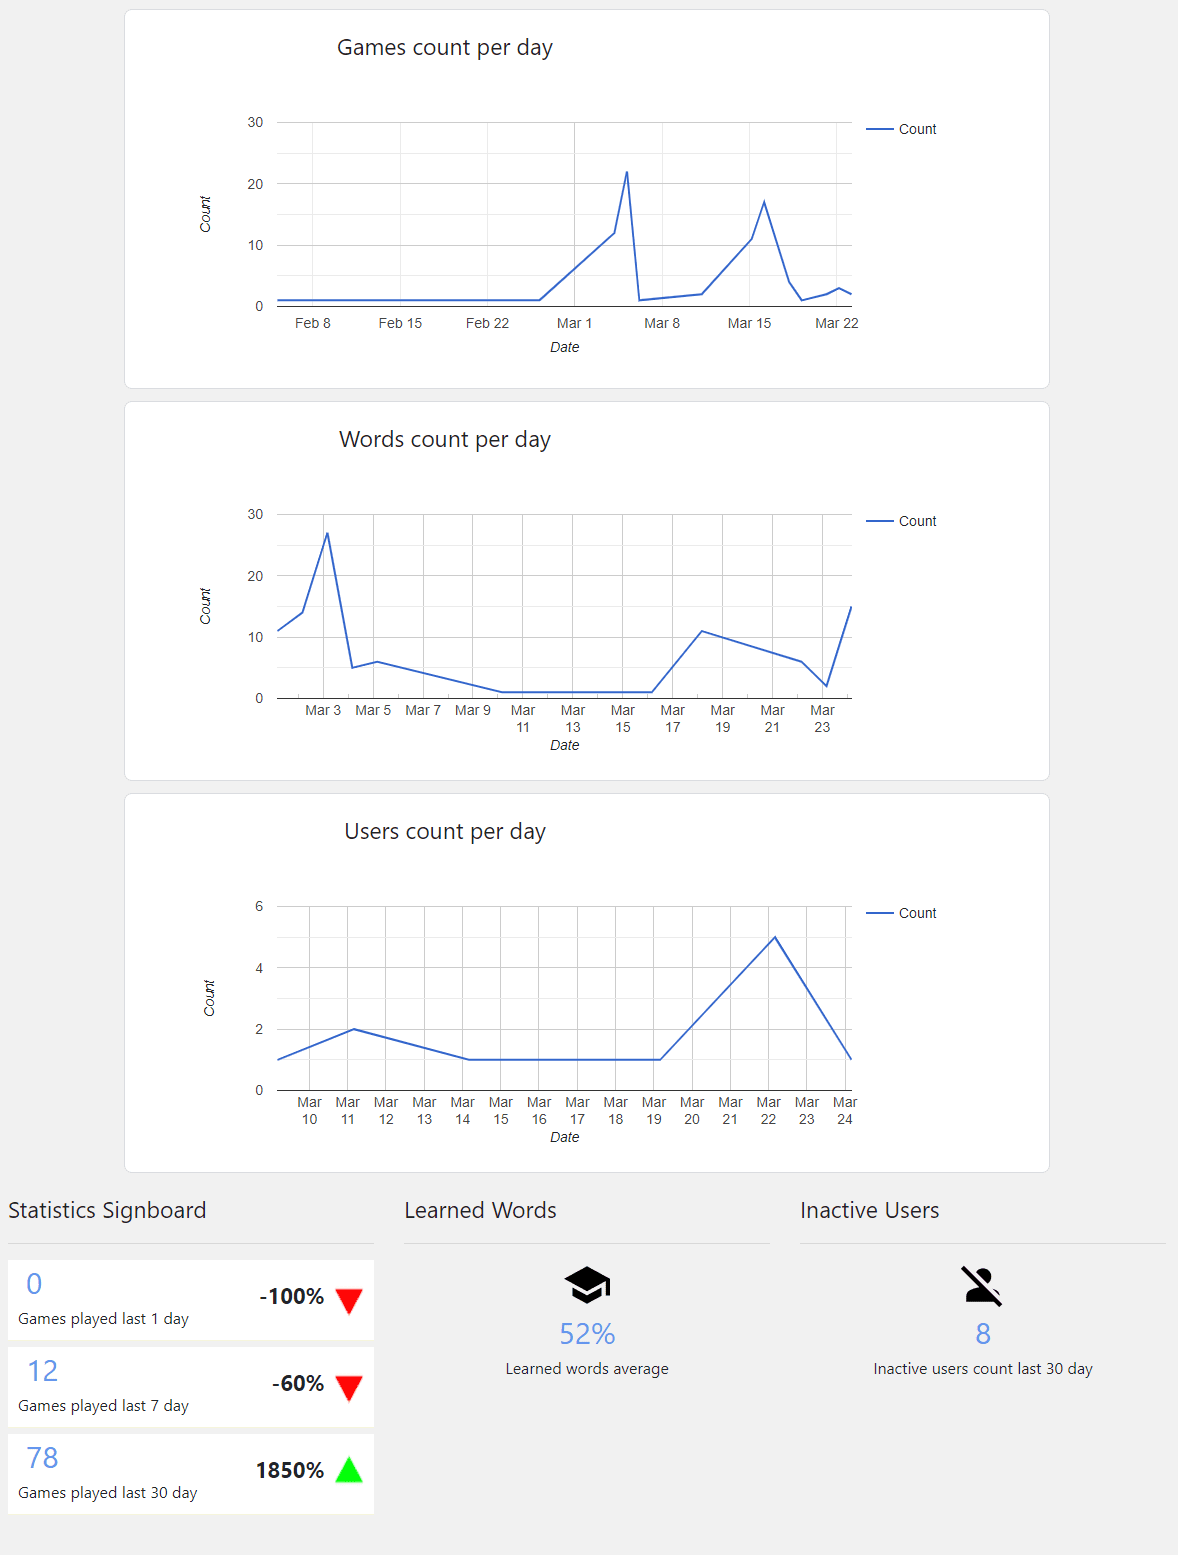 Games count per day
30
20
10
0
Count
Count
Feb 8 Feb 15 Feb 22 Mar 1 Mar 8 Mar 15 Mar 22
Date
Words count per day
30
20
10
0
Count
Count
Mar 3 Mar 5 Mar 7 Mar 9 Mar Mar Mar Mar Mar Mar Mar
11 13 15 17 19 21 23
Date
Users count per day
6
4
2
0
Count
Count
Mar Mar Mar Mar Mar Mar Mar Mar Mar Mar Mar Mar Mar Mar Mar
10 11 12 13 14 15 16 17 18 19 20 21 22 23 24
Date
Statistics Signboard
0
Games played last 1 day
-100%
12
Games played last 7 day
-60%
78
Games played last 30 day
1850%
Learned Words
52%
Learned words average
Inactive Users
8
Inactive users count last 30 day